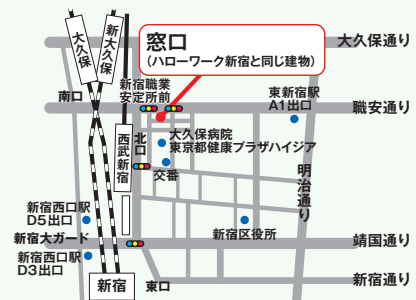 大久保
新大久保
窓口
(ハローワーク新宿と同じ建物)
大久保通り
南口
新宿職業
安定所前
東新宿駅
A1出口
職安通り
西武新宿
北口
大久保病院
東京都健康プラザハイジア
交番
明治通り
新宿西口駅
D5出口
新宿区役所
新宿大ガード
靖国通り
新宿西口駅
D3出口
新宿
東口
新宿通り